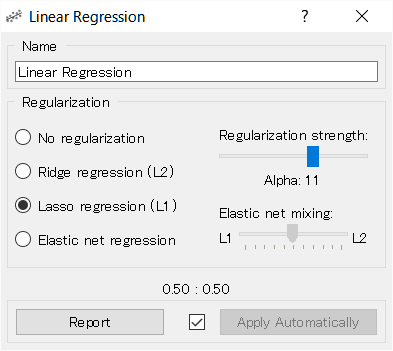 Linear Regression
?
Name
Linear Regression
Regularization
No regularization
Ridge regression (L2)
Lasso regression (L1)
Elastic net regression
Regularization strength:
Alpha: 11
Elastic net mixing:
L1 L2
0.50 : 0.50
Report
Apply Automatically